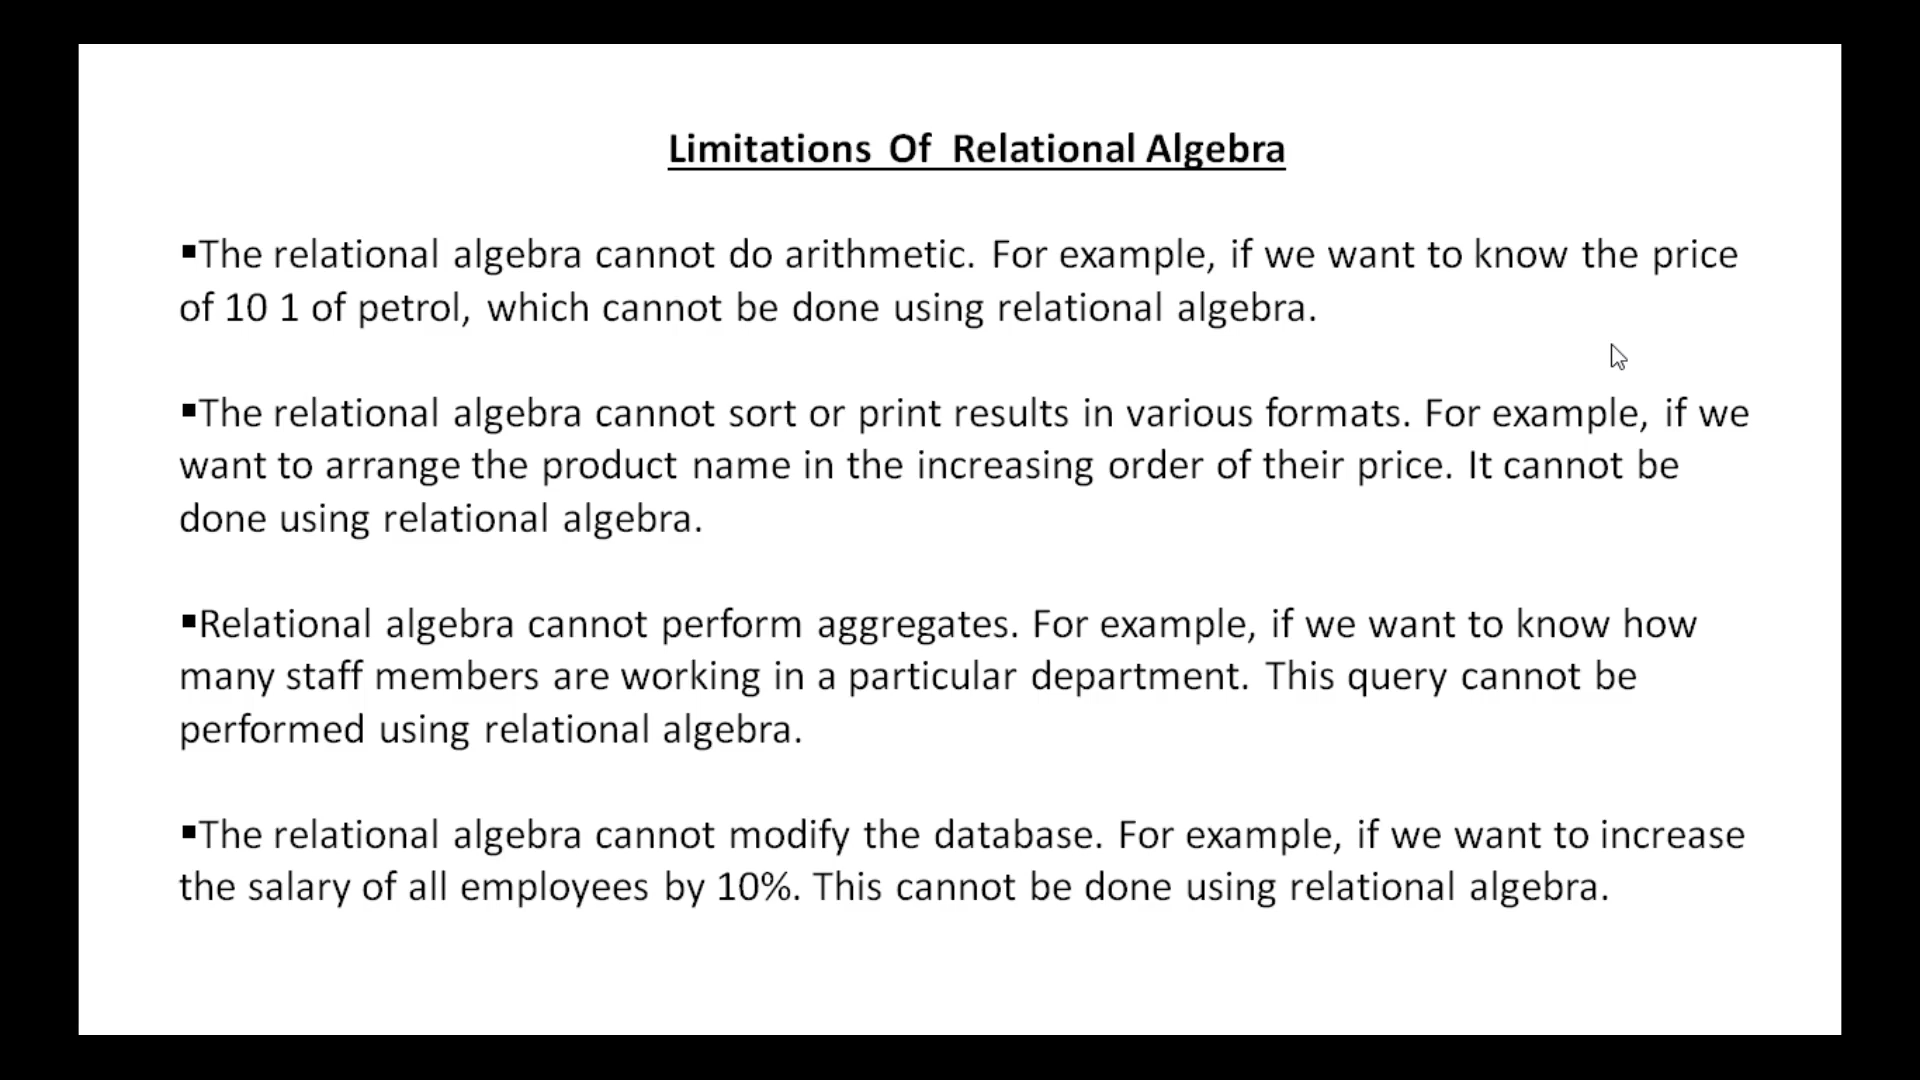 Limitations Of Relational Algebra
▪The relational algebra cannot do arithmetic. For example, if we want to know the price
of 10 1 of petrol, which cannot be done using relational algebra.
▪The relational algebra cannot sort or print results in various formats. For example, if we
want to arrange the product name in the increasing order of their price. It cannot be
done using relational algebra.
▪Relational algebra cannot perform aggregates. For example, if we want to know how
many staff members are working in a particular department. This query cannot be
performed using relational algebra.
▪The relational algebra cannot modify the database. For example, if we want to increase
the salary of all employees by 10%. This cannot be done using relational algebra.